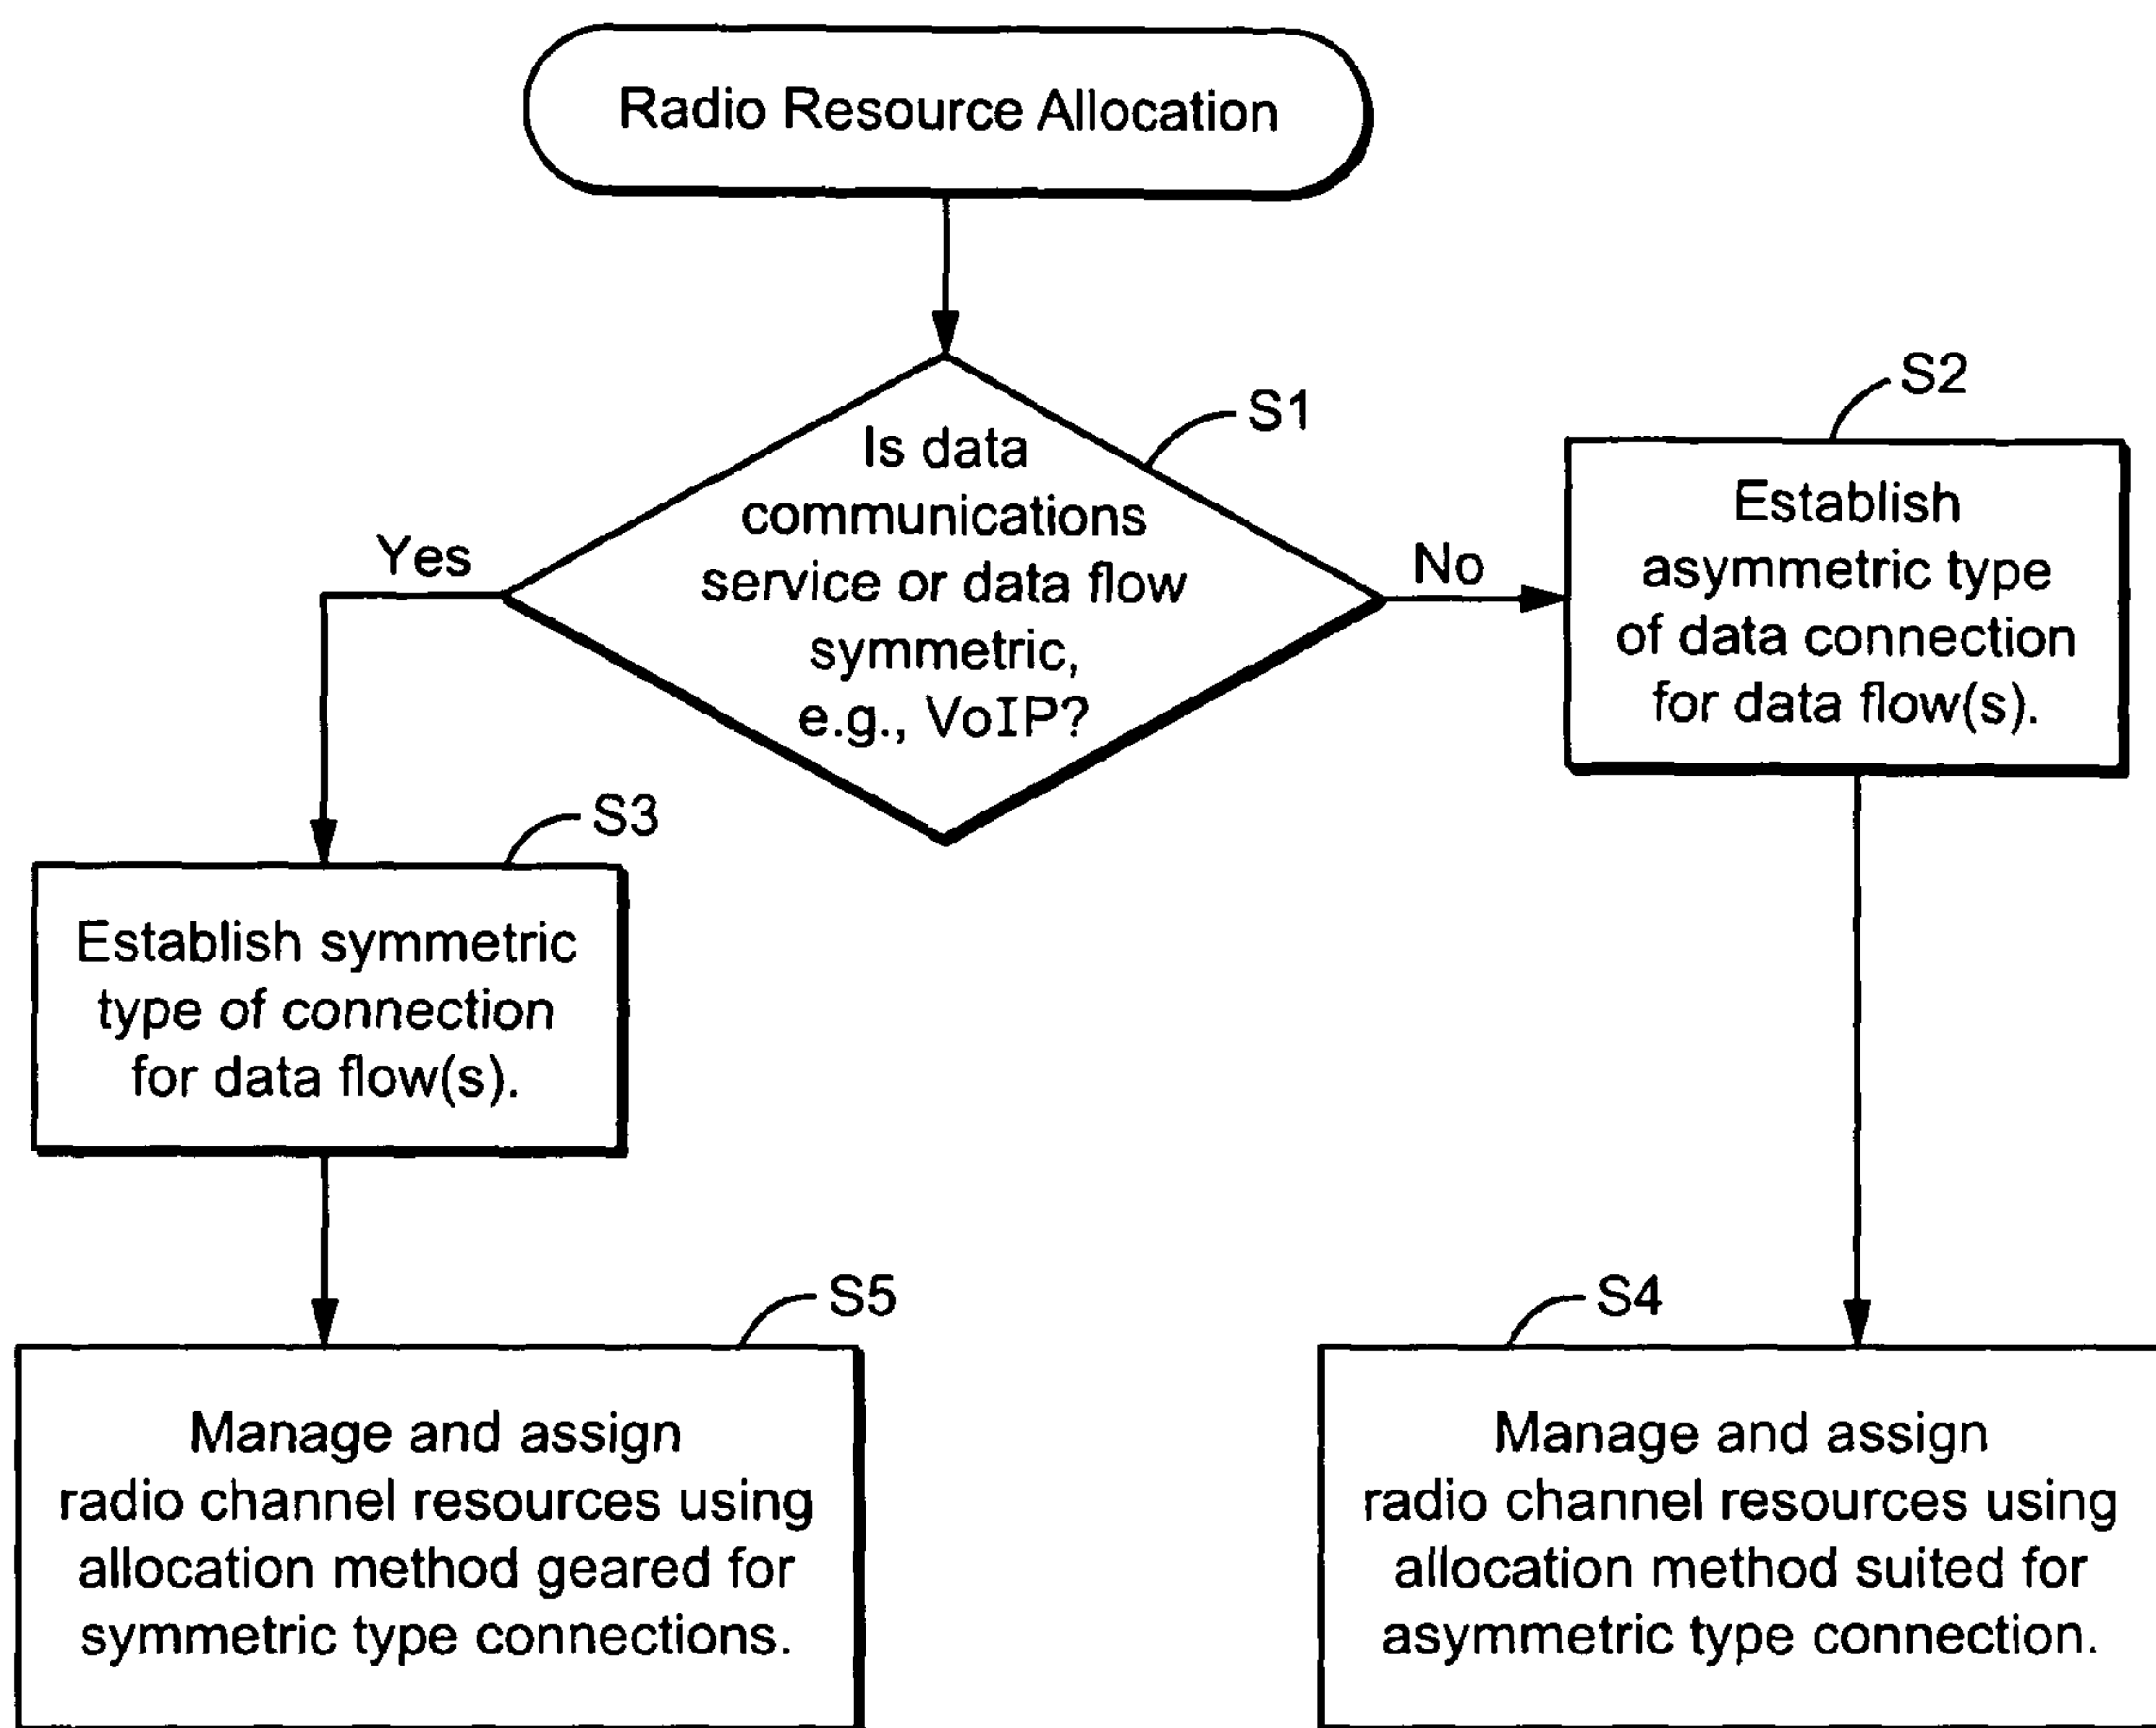 Radio Resource Allocation
S1
Is data
communications
service or data flow
symmetric,
e.g., VoIP?
Yes
No
S2
Establish
asymmetric type
of data connection
for data flow(s).
S3
Establish symmetric
type of connection
for data flow(s).
S5
Manage and assign
radio channel resources using
allocation method geared for
symmetric type connections.
S4
Manage and assign
radio channel resources using
allocation method suited for
asymmetric type connection.